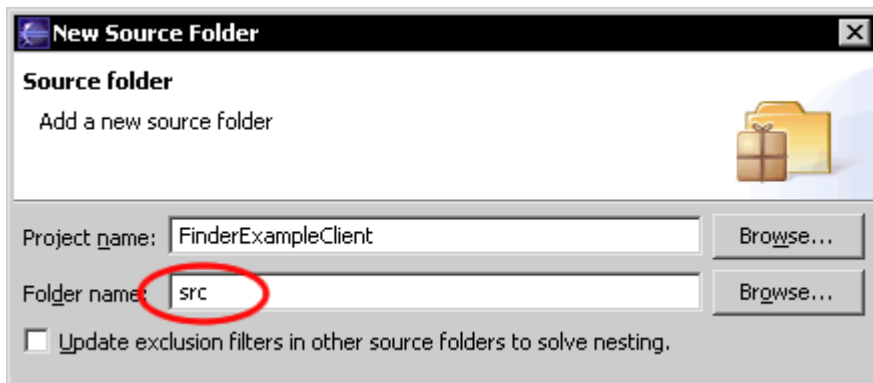 New Source Folder
Source folder
Add a new source folder
Project name: FinderExampleClient Browse...
Folder name: src Browse...
Update exclusion filters in other source folders to solve nesting.